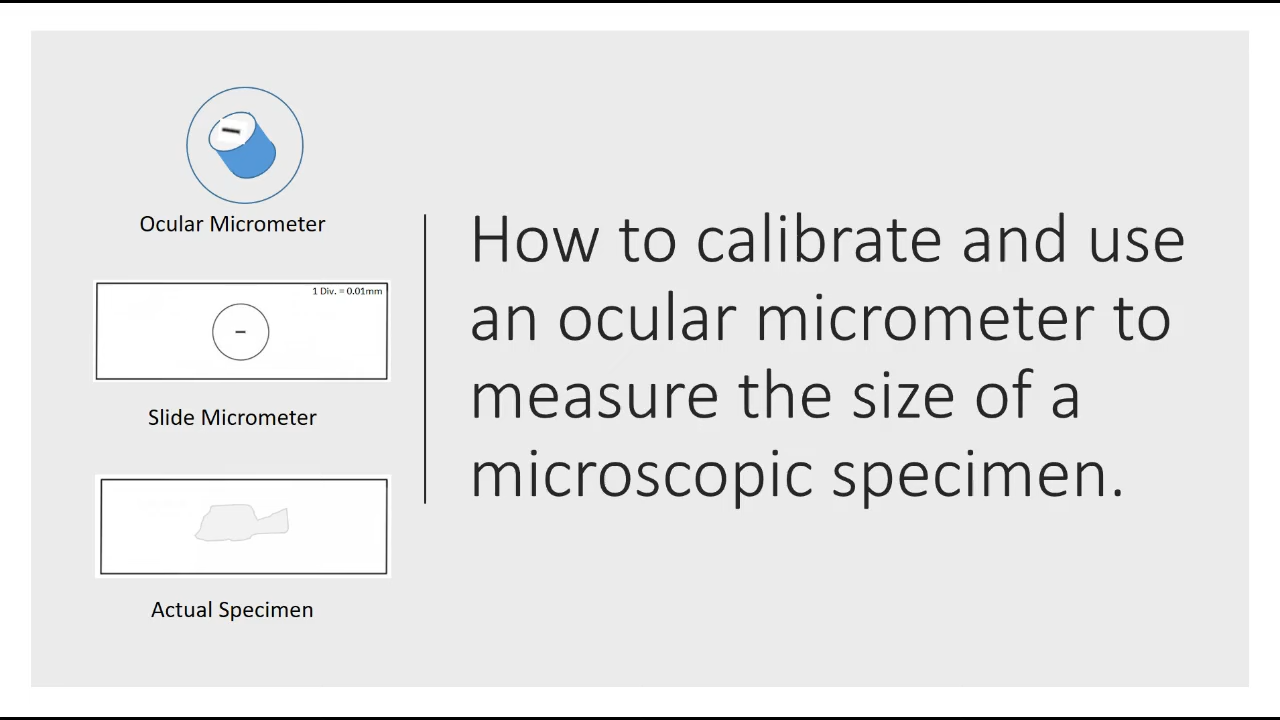 Ocular Micrometer
1 Div. = 0.01mm
Slide Micrometer
Actual Specimen
How to calibrate and use
an ocular micrometer to
measure the size of a
microscopic specimen.